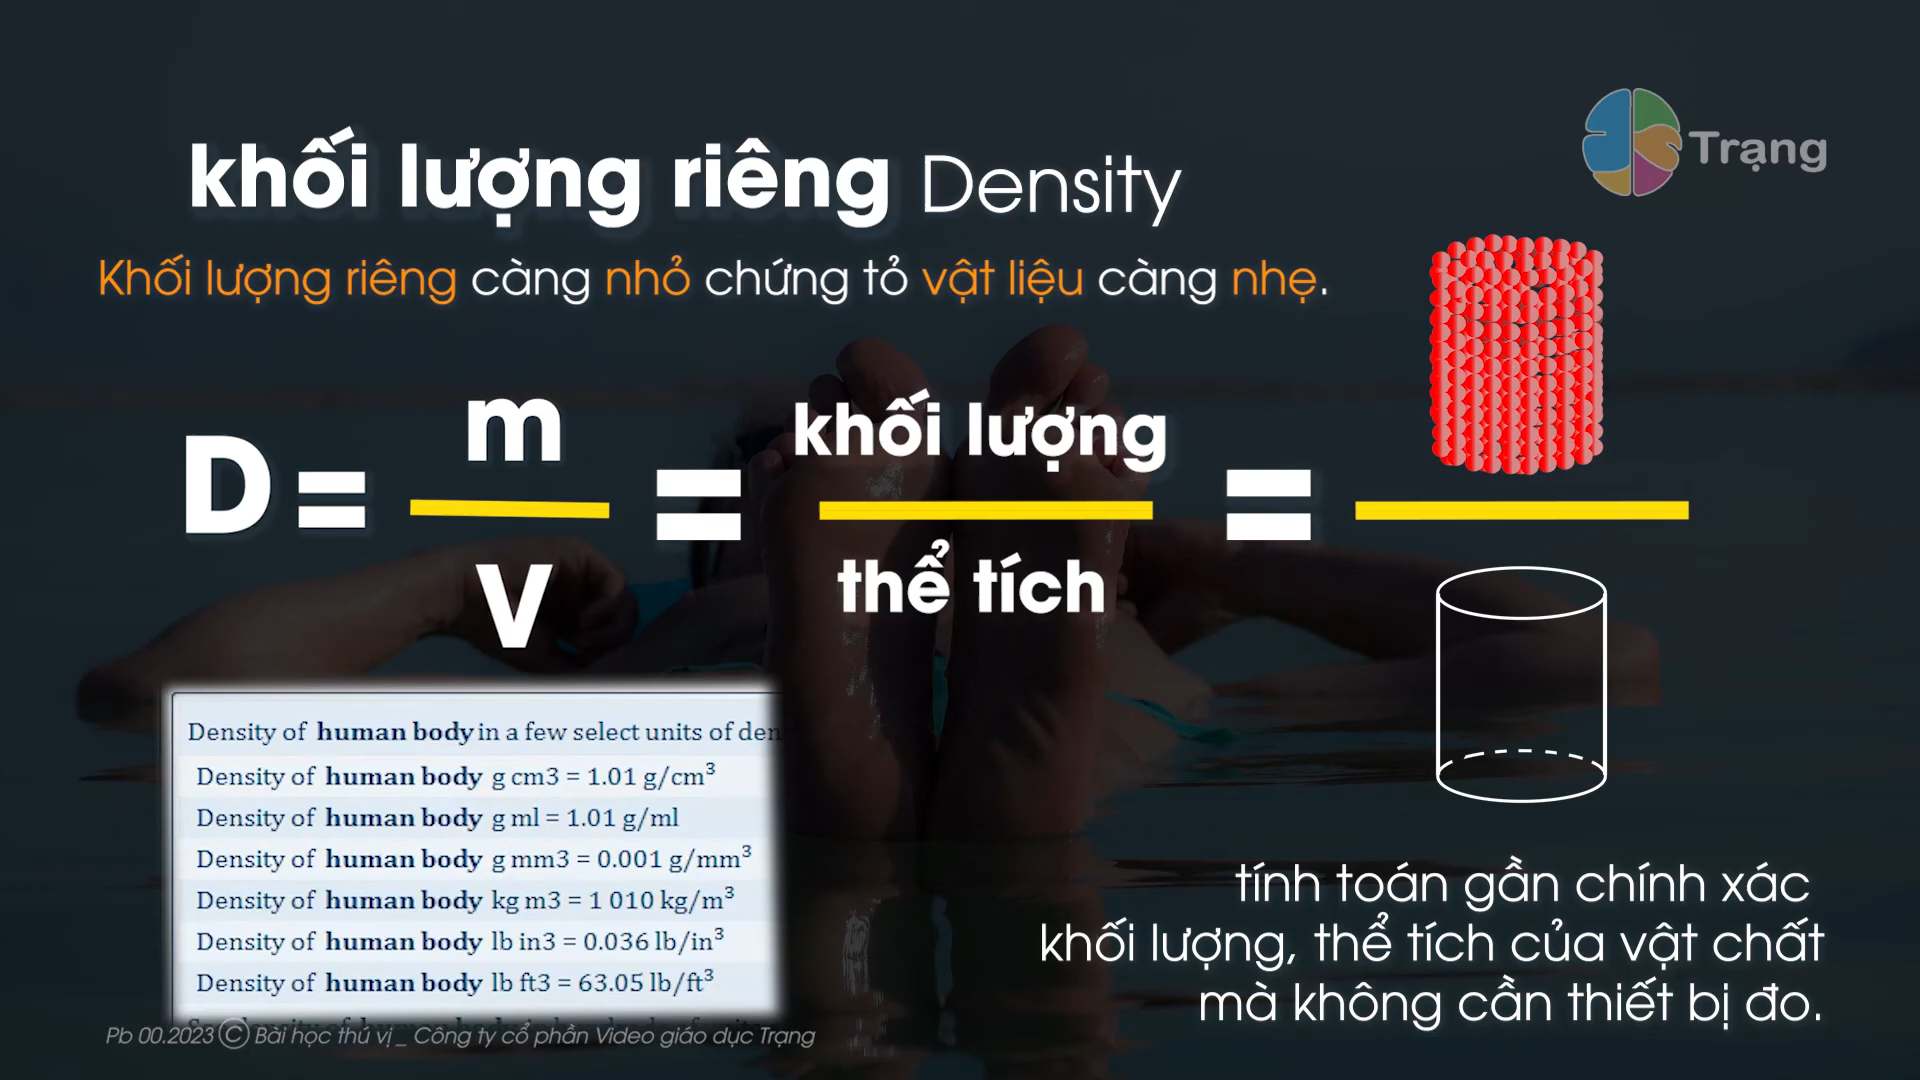 Trạng
khối lượng riêng Density
Khối lượng riêng càng nhỏ chứng tỏ vật liệu càng nhẹ.
D = m = khối lượng =
V thể tích
Density of human body in a few select units of den
Density of human body g cm3 = 1.01 g/cm³
Density of human body g ml = 1.01 g/ml
Density of human body g mm3 = 0.001 g/mm³
Density of human body kg m3 = 1 010 kg/m³
Density of human body lb in3 = 0.036 lb/in³
Density of human body lb ft3 = 63.05 lb/ft³
tính toán gần chính xác
khối lượng, thể tích của vật chất
mà không cần thiết bị đo.
Pb 00.2023 © Bài học thú vị _ Công ty cổ phần Video giáo dục Trạng